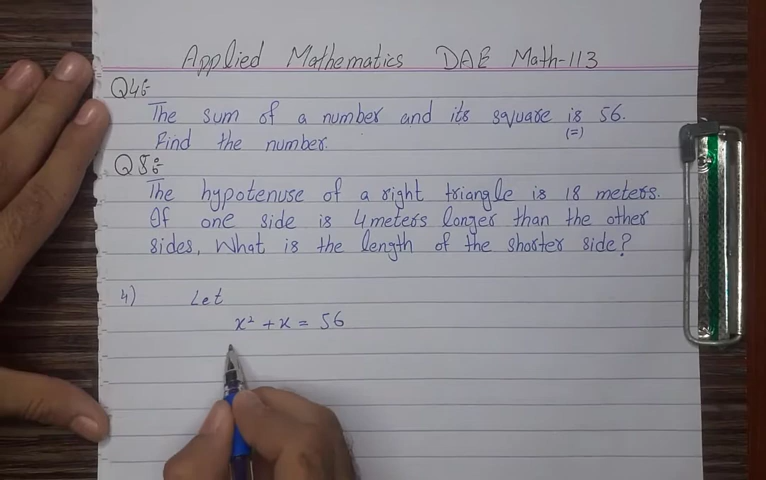 Applied Mathematics DAE Math-113
Q4:-
The sum of a number and its square is 56.
(=)
Find the number.
Q5:-
The hypotenuse of a right triangle is 18 meters.
If one side is 4 meters longer than the other
sides, What is the length of the shorter side?
4) Let
x² + x = 56